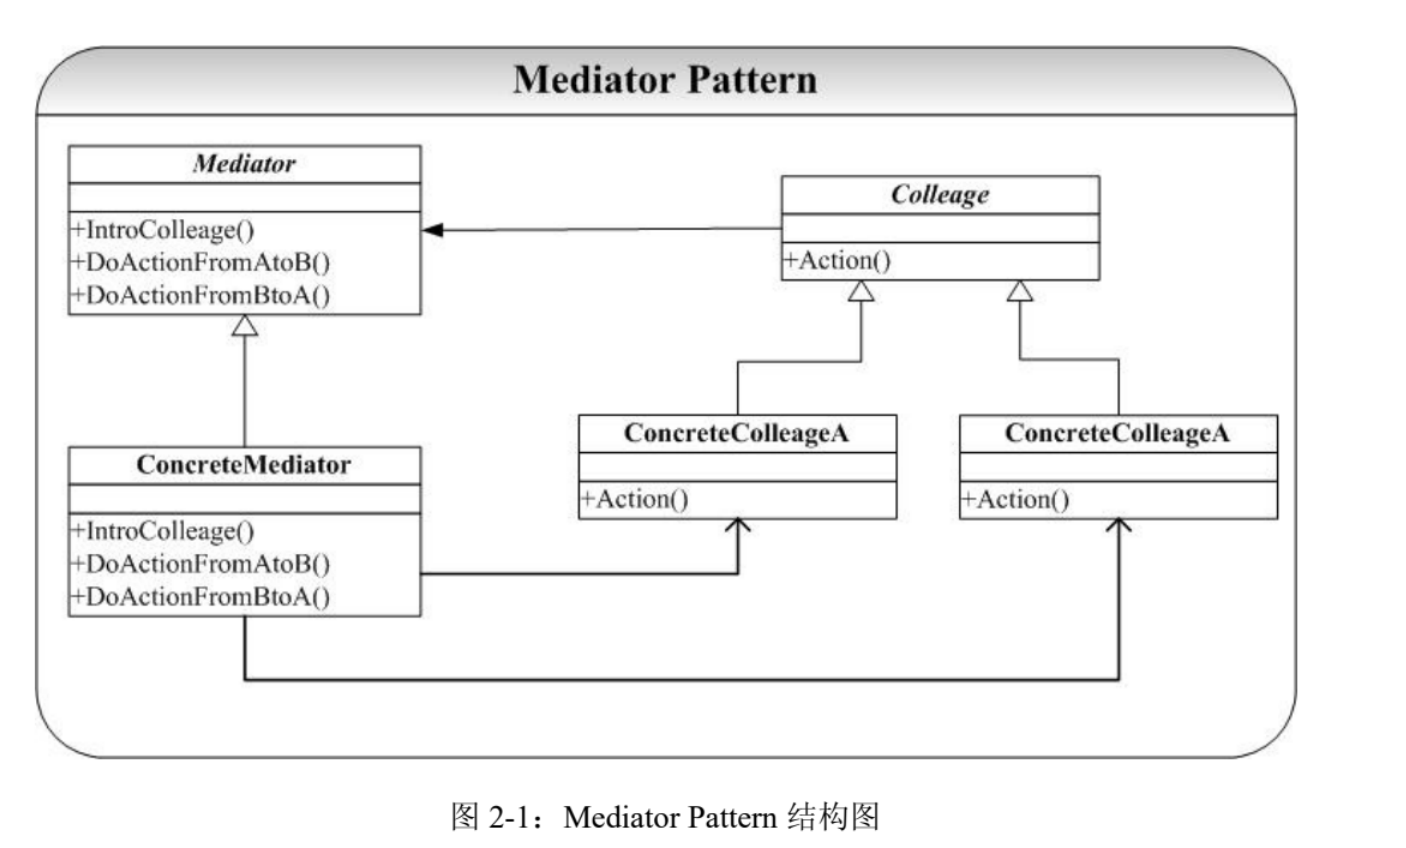 Mediator Pattern
Mediator
+IntroColleage()
+DoActionFromAtoB()
+DoActionFromBtoA()
Colleage
+Action()
ConcreteMediator
+IntroColleage()
+DoActionFromAtoB()
+DoActionFromBtoA()
ConcreteColleageA
+Action()
ConcreteColleageA
+Action()
图 2-1：Mediator Pattern 结构图